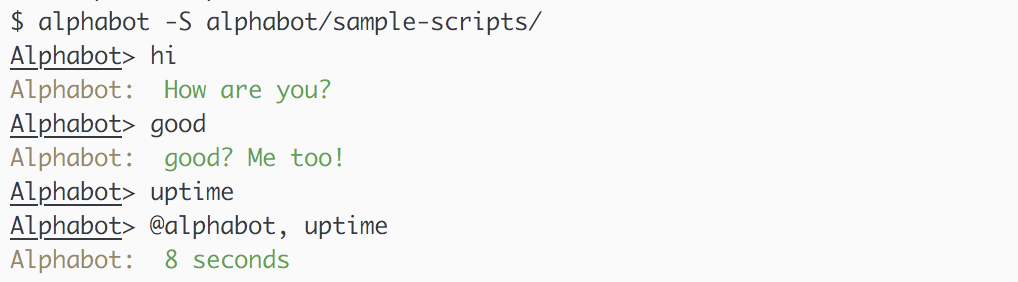 $ alphabot -S alphabot/sample-scripts/
Alphabot> hi
Alphabot:  How are you?
Alphabot> good
Alphabot:  good? Me too!
Alphabot> uptime
Alphabot> @alphabot, uptime
Alphabot:  8 seconds